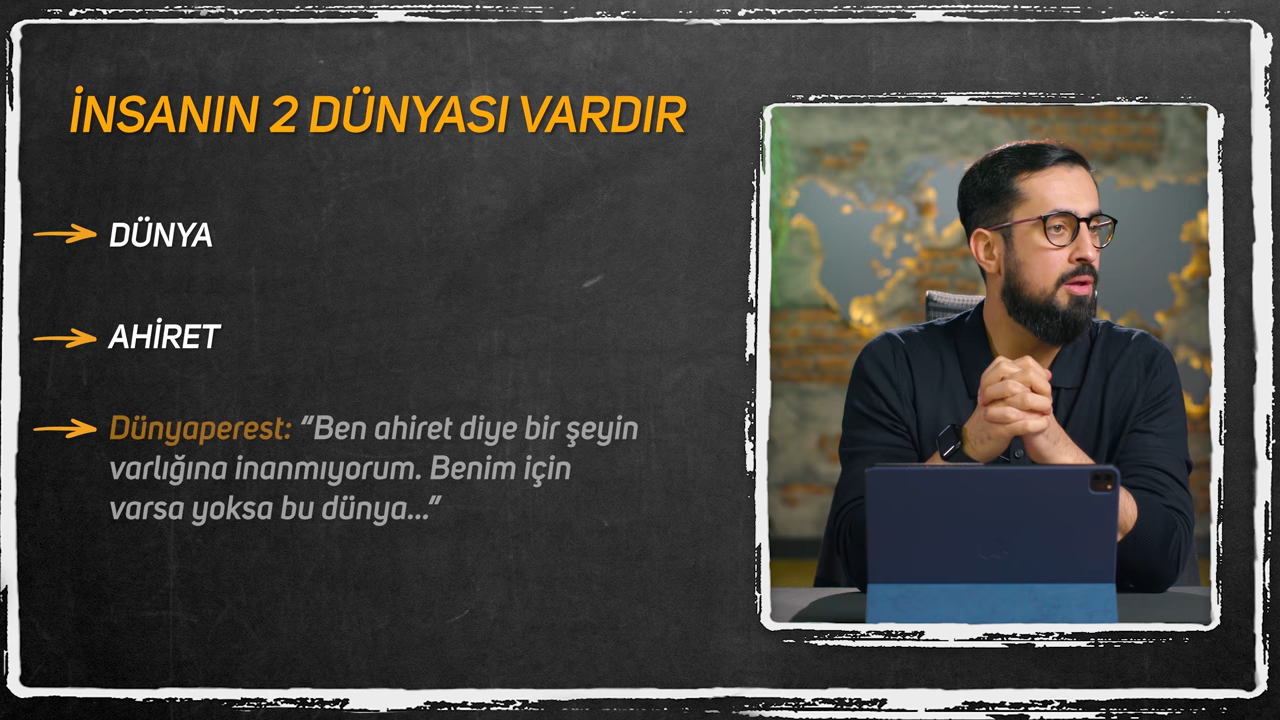 İNSANIN 2 DÜNYASI VARDIR
DÜNYA
AHİRET
Dünyaperest: “Ben ahiret diye bir şeyin
varlığına inanmıyorum. Benim için
varsa yoksa bu dünya...”